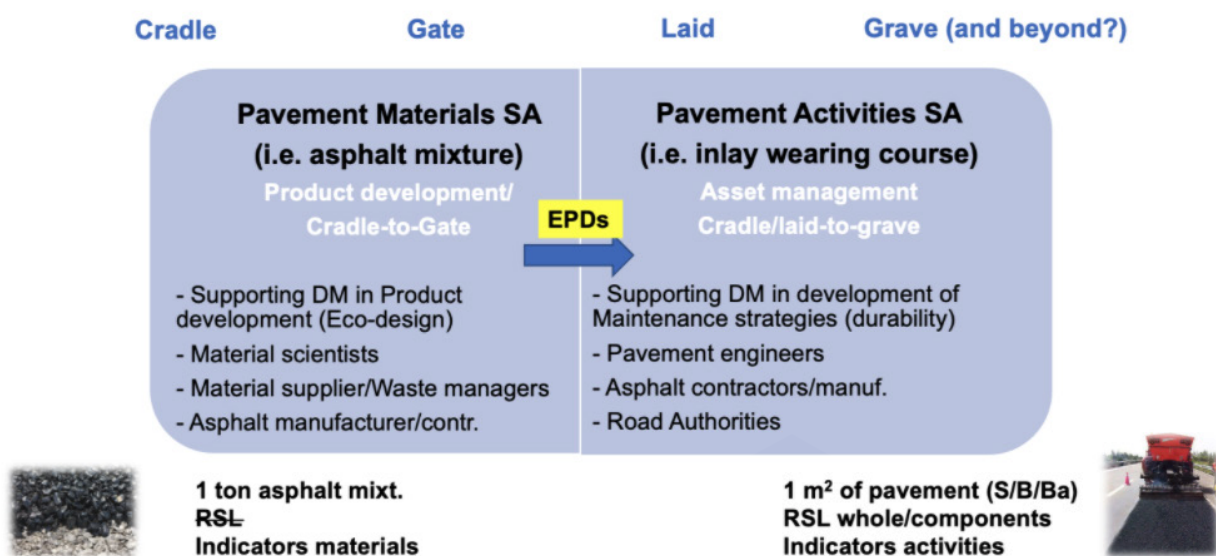 Cradle Gate Laid Grave (and beyond?)
Pavement Materials SA
(i.e. asphalt mixture)
Product development/
Cradle-to-Gate
- Supporting DM in Product
development (Eco-design)
- Material scientists
- Material supplier/Waste managers
- Asphalt manufacturer/contr.
EPDs
Pavement Activities SA
(i.e. inlay wearing course)
Asset management
Cradle/laid-to-grave
- Supporting DM in development of
Maintenance strategies (durability)
- Pavement engineers
- Asphalt contractors/manuf.
- Road Authorities
1 ton asphalt mixt.
RSL
Indicators materials
1 m² of pavement (S/B/Ba)
RSL whole/components
Indicators activities